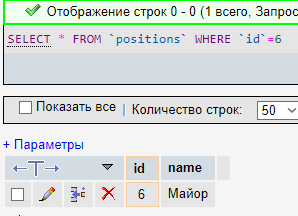 Отображение строк 0 - 0 (1 всего, Запрос
SELECT * FROM `positions` WHERE `id`=6
Показать все | Количество строк: 50
+ Параметры
id name
6 Майор